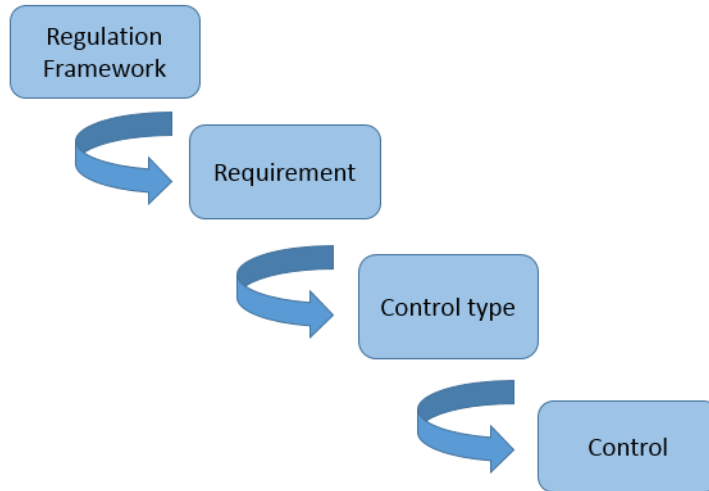 Regulation
Framework
Requirement
Control type
Control